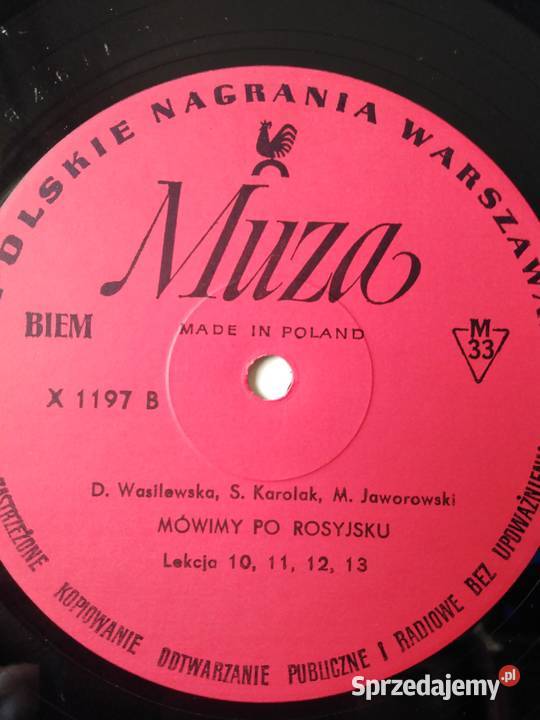 POLSKIE NAGRANIA WARSZAWA
Muza
MADE IN POLAND
BIEM
M
33
X 1197 B
D. Wasilewska, S. Karolak, M. Jaworowski
MÓWIMY PO ROSYJSKU
Lekcja 10, 11, 12, 13
ZASTRZEŻONE KOPIOWANIE ODTWARZANIE PUBLICZNE I RADIOWE BEZ UPOWAŻNIENIA
Sprzedajemy.pl